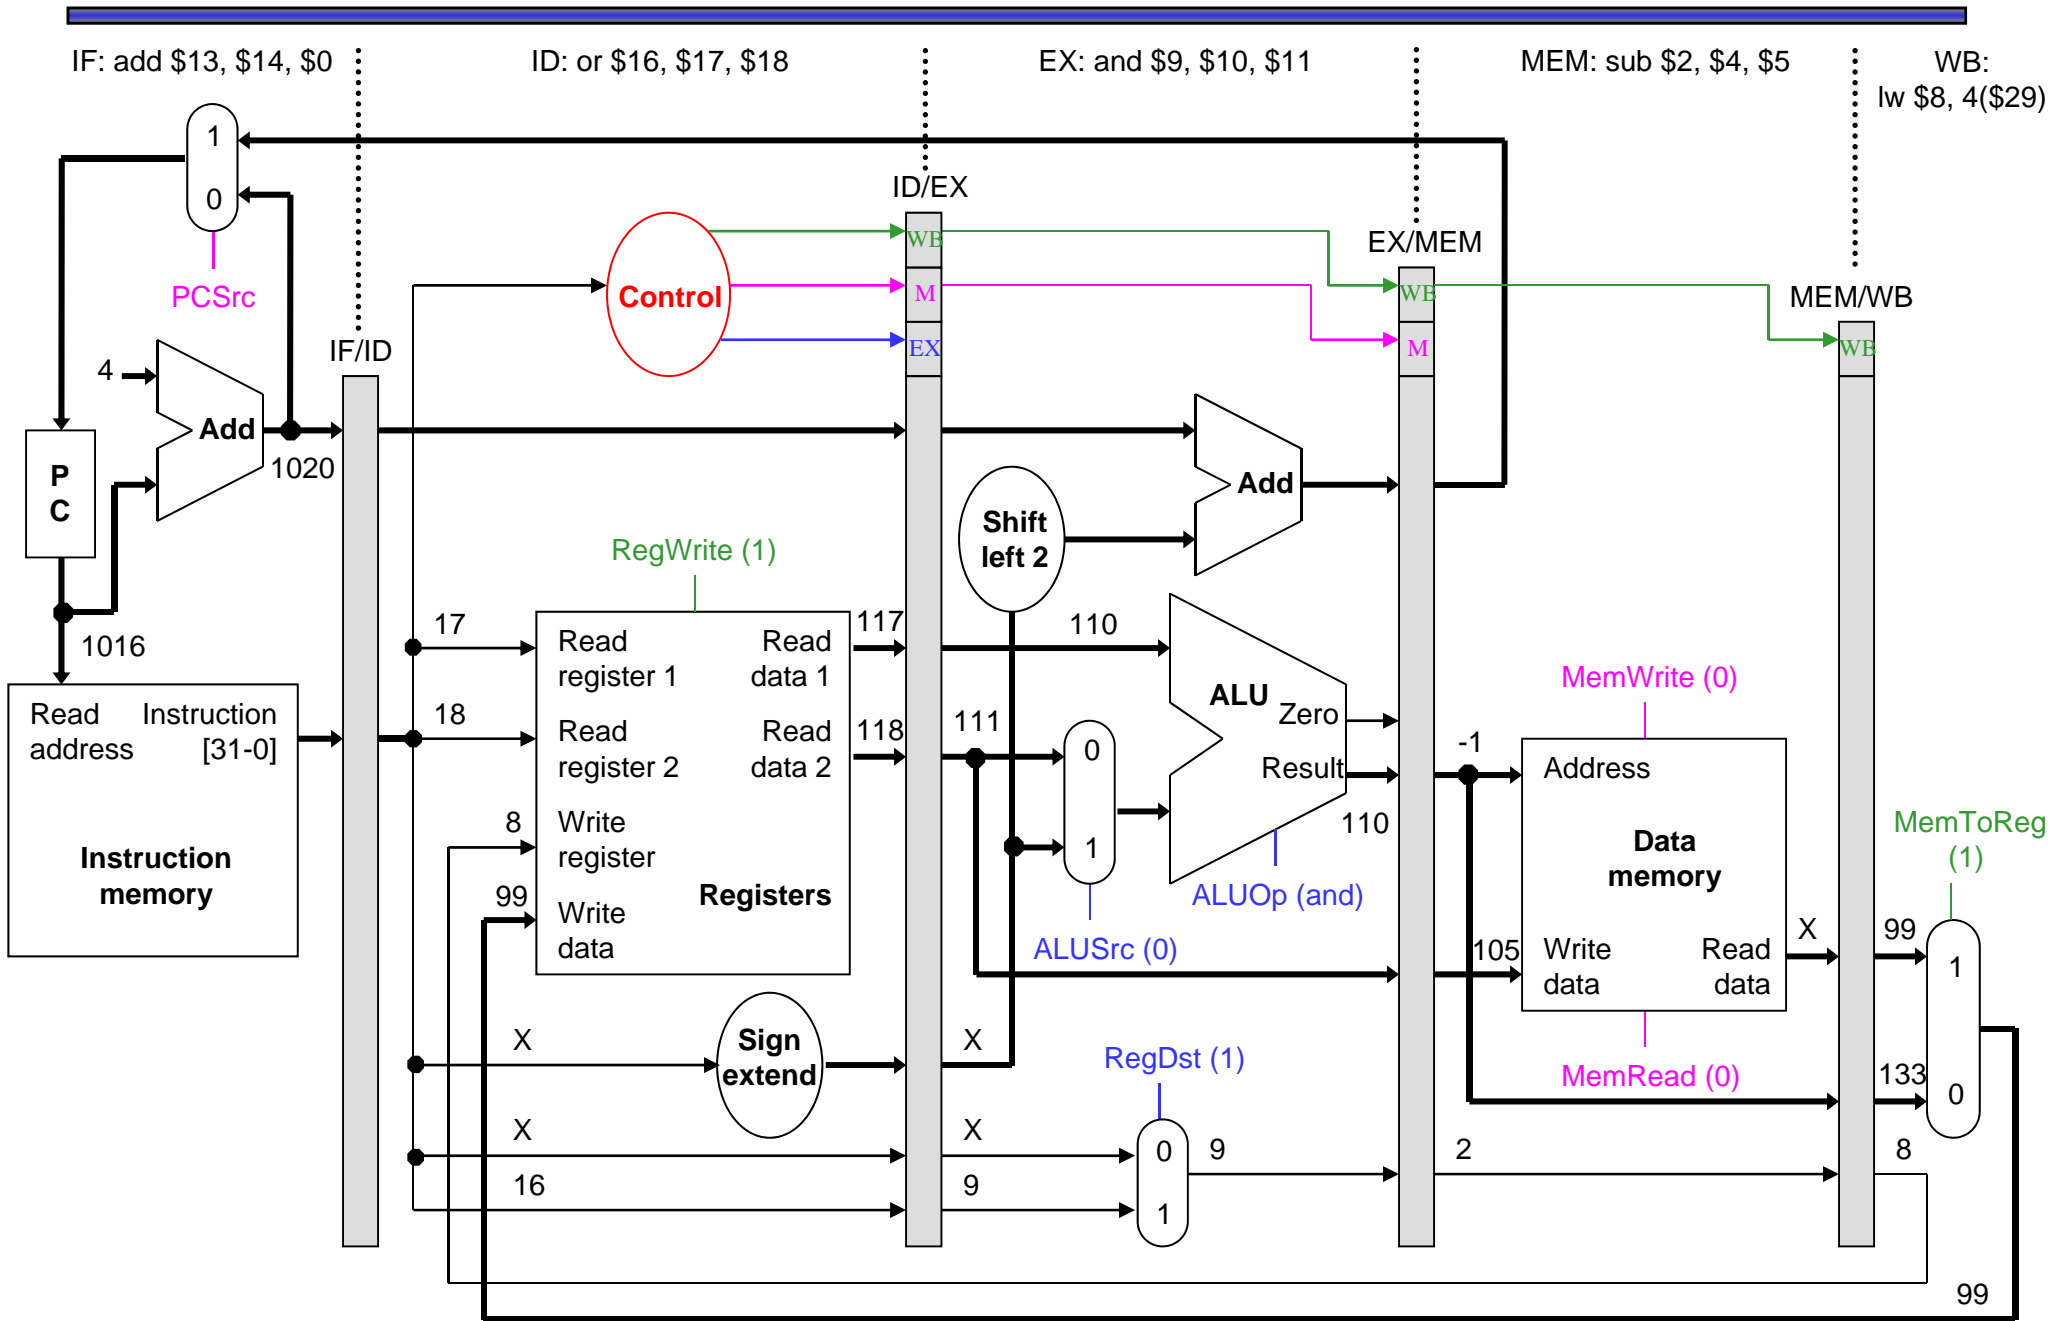 IF: add $13, $14, $0
ID: or $16, $17, $18
EX: and $9, $10, $11
MEM: sub $2, $4, $5
WB:
lw $8, 4($29)
1
0
PCSrc
4
Add
1020
P
C
1016
Read
address
Instruction
[31-0]
Instruction
memory
IF/ID
Control
ID/EX
WB
M
EX
EX/MEM
WB
M
MEM/WB
WB
RegWrite (1)
17
18
8
99
Read
register 1
Read
data 1
Read
register 2
Read
data 2
Write
register
Write
data
Registers
117
118
X
Sign
extend
X
16
Shift
left 2
Add
110
111
0
1
ALUSrc (0)
ALU
Zero
Result
110
ALUOp (and)
X
X
9
RegDst (1)
0
1
9
-1
105
2
MemWrite (0)
Address
Data
memory
Write
data
Read
data
MemRead (0)
X
99
133
8
MemToReg
(1)
1
0
99